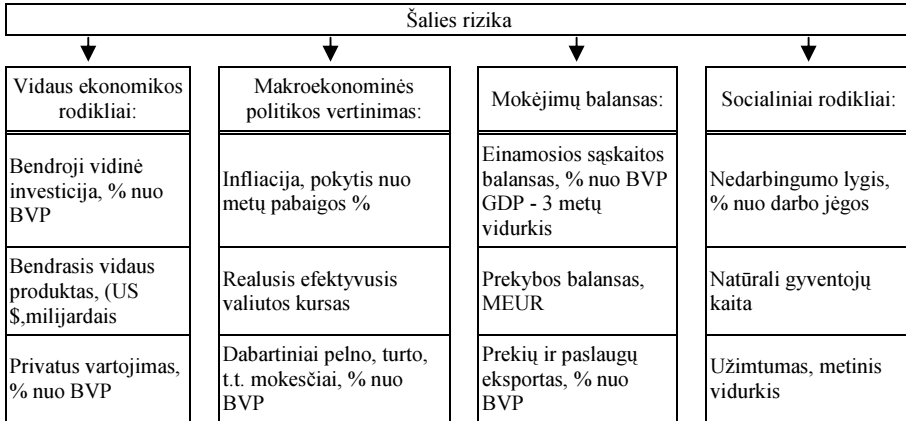 Šalies rizika
Vidaus ekonomikos
rodikliai:
Bendroji vidinė
investicija, % nuo
BVP
Bendrasis vidaus
produktas, (US
$,milijardais
Privatus vartojimas,
% nuo BVP
Makroekonominės
politikos vertinimas:
Infliacija, pokytis nuo
metų pabaigos %
Realusis efektyvusis
valiutos kursas
Dabartiniai pelno, turto,
t.t. mokesčiai, % nuo
BVP
Mokėjimų balansas:
Einamosios sąskaitos
balansas, % nuo BVP
GDP - 3 metų
vidurkis
Prekybos balansas,
MEUR
Prekių ir paslaugų
eksportas, % nuo
BVP
Socialiniai rodikliai:
Nedarbingumo lygis,
% nuo darbo jėgos
Natūrali gyventojų
kaita
Užimtumas, metinis
vidurkis